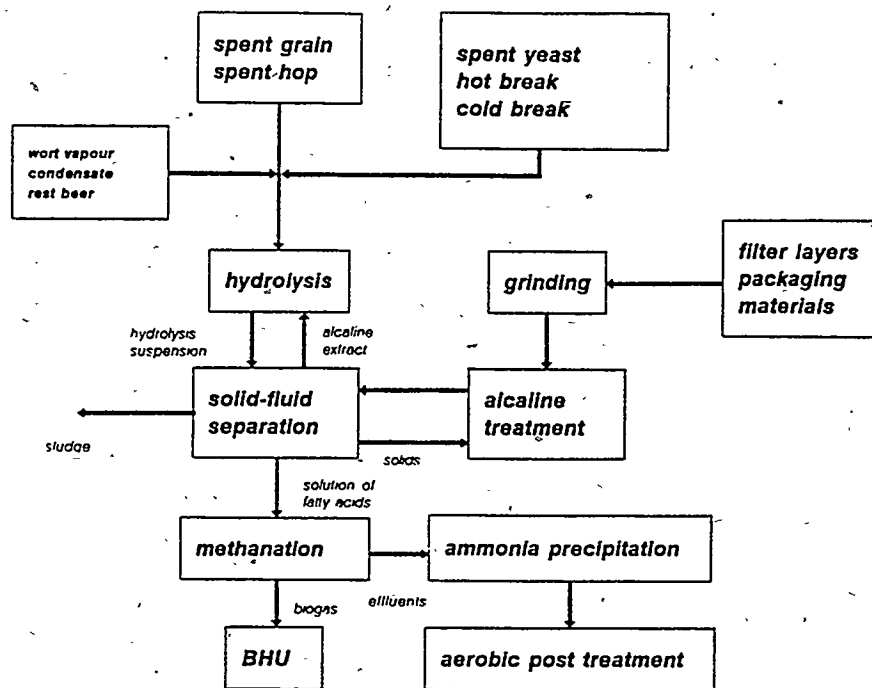 spent grain
spent hop
spent yeast
hot break
cold break
wort vapour
condensate
rest beer
hydrolysis
grinding
filter layers
packaging
materials
hydrolysis
suspension
alcaline
extract
solid-fluid
separation
alcaline
treatment
sludge
solids
solution of
fatty acids
methanation
ammonia precipitation
biogas
effluents
BHU
aerobic post treatment